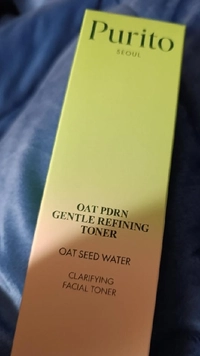 Purito
SEOUL
OAT PDRN
GENTLE REFINING
TONER
OAT SEED WATER
CLARIFYING
FACIAL TONER